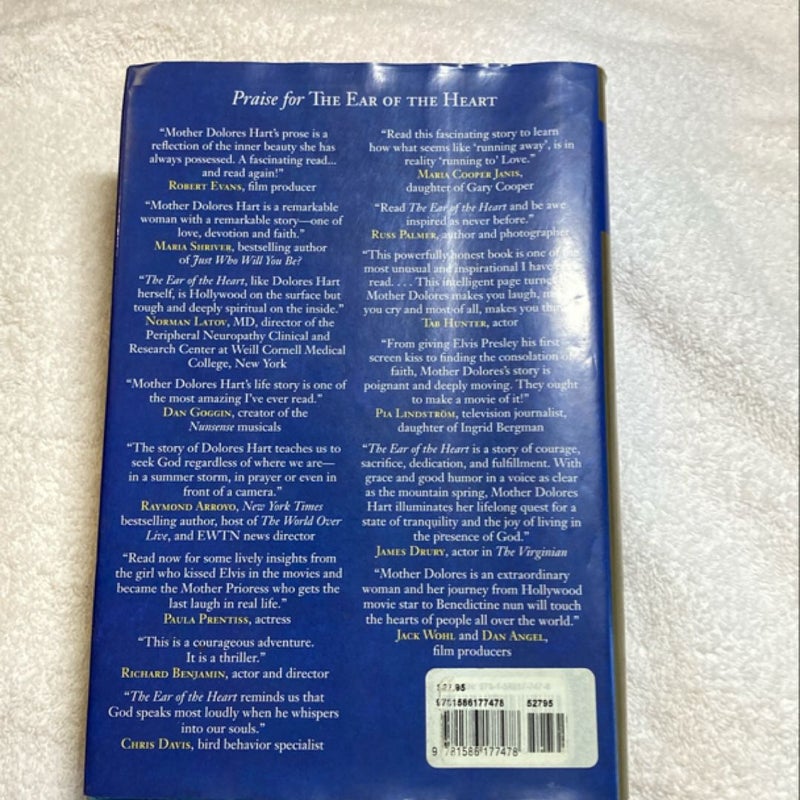 Praise for THE EAR OF THE HEART
“Mother Dolores Hart’s prose is a
reflection of the inner beauty she has
always possessed. A fascinating read...
and read again!”
ROBERT EVANS, film producer
“Mother Dolores Hart is a remarkable
woman with a remarkable story—one of
love, devotion and faith.”
MARIA SHRIVER, bestselling author
of Just Who Will You Be?
“The Ear of the Heart, like Dolores Hart
herself, is Hollywood on the surface but
tough and deeply spiritual on the inside.”
NORMAN LATOV, MD, director of the
Peripheral Neuropathy Clinical and
Research Center at Weill Cornell Medical
College, New York
“Mother Dolores Hart’s life story is one of
the most amazing I’ve ever read.”
DAN GOGGIN, creator of the
Nunsense musicals
“The story of Dolores Hart teaches us to
seek God regardless of where we are—
in a summer storm, in prayer or even in
front of a camera.”
RAYMOND ARROYO, New York Times
bestselling author, host of The World Over
Live, and EWTN news director
“Read now for some lively insights from
the girl who kissed Elvis in the movies and
became the Mother Prioress who gets the
last laugh in real life.”
PAULA PRENTISS, actress
“This is a courageous adventure.
It is a thriller.”
RICHARD BENJAMIN, actor and director
“The Ear of the Heart reminds us that
God speaks most loudly when he whispers
into our souls.”
CHRIS DAVIS, bird behavior specialist
“Read this fascinating story to learn
how what seems like ‘running away’, is in
reality ‘running to’ Love.”
MARIA COOPER JANIS,
daughter of Gary Cooper
“Read The Ear of the Heart and be awe
inspired as never before.”
RUSS PALMER, author and photographer
“This powerfully honest book is one of the
most unusual and inspirational I have
read. . . . This intelligent page
Mother Dolores makes you laugh,
you cry and most of all, makes you
TAB HUNTER, actor
“From giving Elvis Presley his first
screen kiss to finding the consolation of
faith, Mother Dolores’s story is
poignant and deeply moving. They ought
to make a movie of it!”
PIA LINDSTRÖM, television journalist,
daughter of Ingrid Bergman
“The Ear of the Heart is a story of courage,
sacrifice, dedication, and fulfillment. With
grace and good humor in a voice as clear
as the mountain spring, Mother Dolores
Hart illuminates her lifelong quest for a
state of tranquility and the joy of living in
the presence of God.”
JAMES DRURY, actor in The Virginian
“Mother Dolores is an extraordinary
woman and her journey from Hollywood
movie star to Benedictine nun will touch
the hearts of people all over the world.”
JACK WOHL and DAN ANGEL,
film producers
9781586177478 52795
9 781586 177478